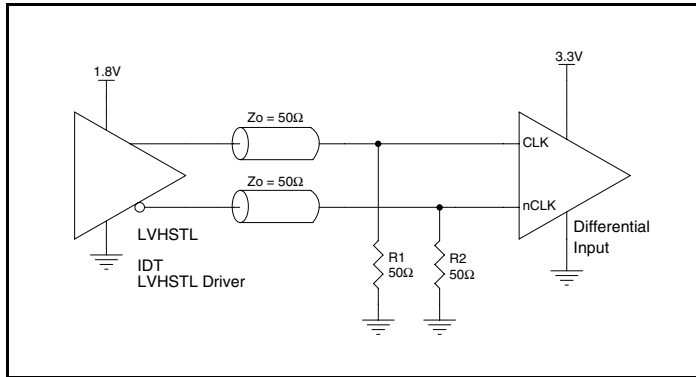 1.8V
3.3V
Zo = 50Ω
CLK
Zo = 50Ω
nCLK
LVHSTL
IDT
LVHSTL Driver
R1
50Ω
R2
50Ω
Differential
Input